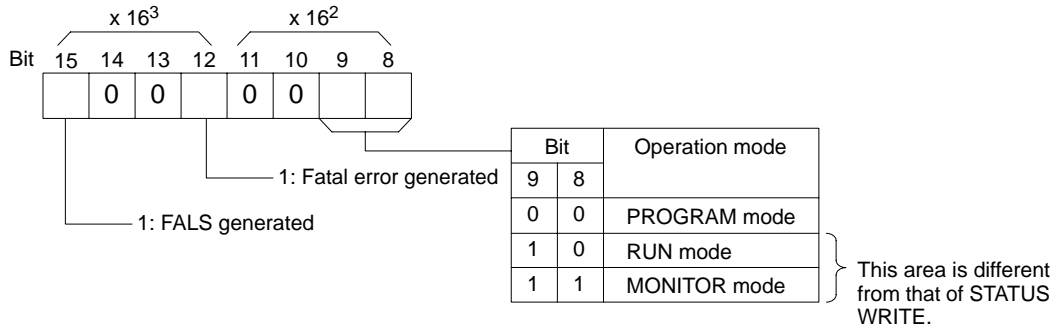 x 16³ x 16²
Bit 15 14 13 12 11 10 9 8
0 0 0 0
Bit Operation mode
1: Fatal error generated 9 8
0 0 PROGRAM mode
1: FALS generated
1 0 RUN mode
1 1 MONITOR mode
This area is different
from that of STATUS
WRITE.